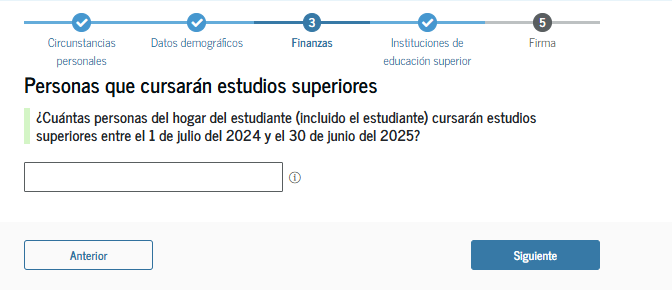 3
5
Circunstancias personales
Datos demográficos
Finanzas
Instituciones de educación superior
Firma
Personas que cursarán estudios superiores
¿Cuántas personas del hogar del estudiante (incluido el estudiante) cursarán estudios
superiores entre el 1 de julio del 2024 y el 30 de junio del 2025?
Anterior
Siguiente